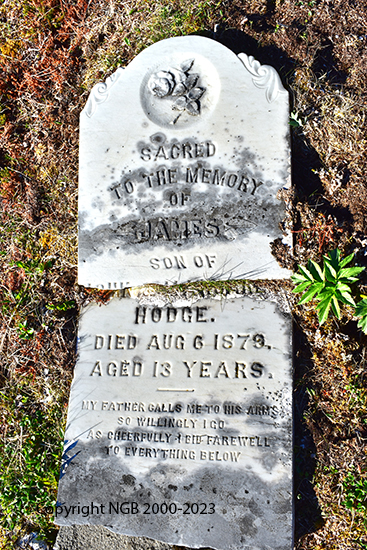 SACRED
TO THE MEMORY
OF
JAMES
SON OF
HODGE.
DIED AUG 6 1879.
AGED 13 YEARS.
MY FATHER CALLS ME TO HIS ARMS
SO WILLINGLY I GO
AS CHEERFULLY I BID FAREWELL
TO EVERYTHING BELOW
Copyright NGB 2000-2023